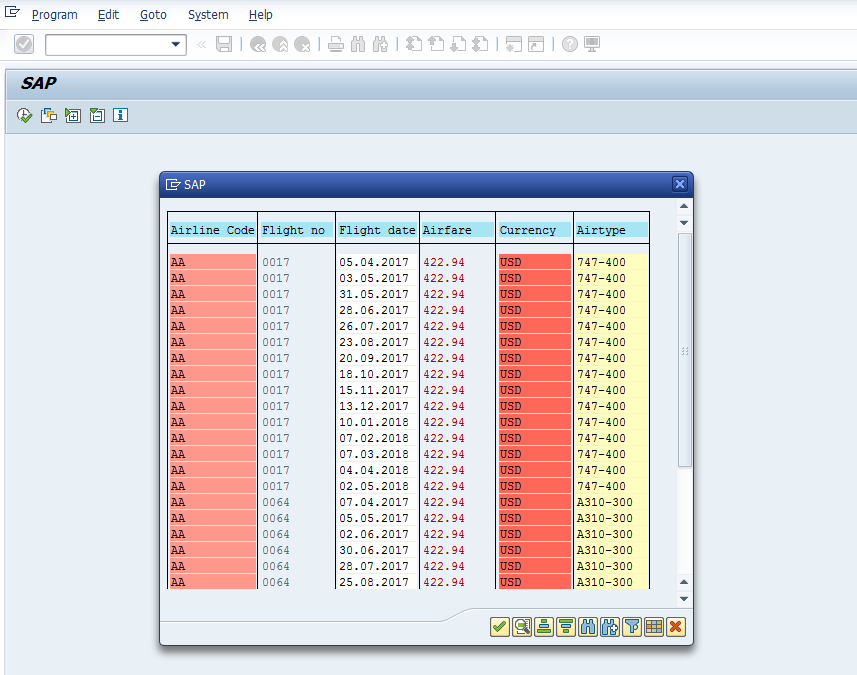 Program Edit Goto System Help
SAP
SAP
Airline Code Flight no Flight date Airfare Currency Airtype
AA 0017 05.04.2017 422.94 USD 747-400
AA 0017 03.05.2017 422.94 USD 747-400
AA 0017 31.05.2017 422.94 USD 747-400
AA 0017 28.06.2017 422.94 USD 747-400
AA 0017 26.07.2017 422.94 USD 747-400
AA 0017 23.08.2017 422.94 USD 747-400
AA 0017 20.09.2017 422.94 USD 747-400
AA 0017 18.10.2017 422.94 USD 747-400
AA 0017 15.11.2017 422.94 USD 747-400
AA 0017 13.12.2017 422.94 USD 747-400
AA 0017 10.01.2018 422.94 USD 747-400
AA 0017 07.02.2018 422.94 USD 747-400
AA 0017 07.03.2018 422.94 USD 747-400
AA 0017 04.04.2018 422.94 USD 747-400
AA 0017 02.05.2018 422.94 USD 747-400
AA 0064 07.04.2017 422.94 USD A310-300
AA 0064 05.05.2017 422.94 USD A310-300
AA 0064 02.06.2017 422.94 USD A310-300
AA 0064 30.06.2017 422.94 USD A310-300
AA 0064 28.07.2017 422.94 USD A310-300
AA 0064 25.08.2017 422.94 USD A310-300